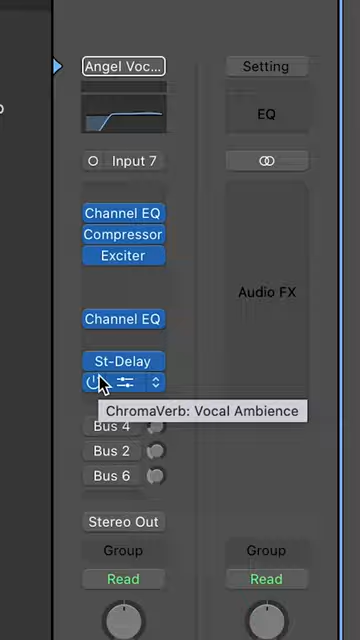 Angel Voc...
Setting
EQ
Input 7
Channel EQ
Compressor
Exciter
Audio FX
Channel EQ
St-Delay
ChromaVerb: Vocal Ambience
Bus 4
Bus 2
Bus 6
Stereo Out
Group
Group
Read
Read